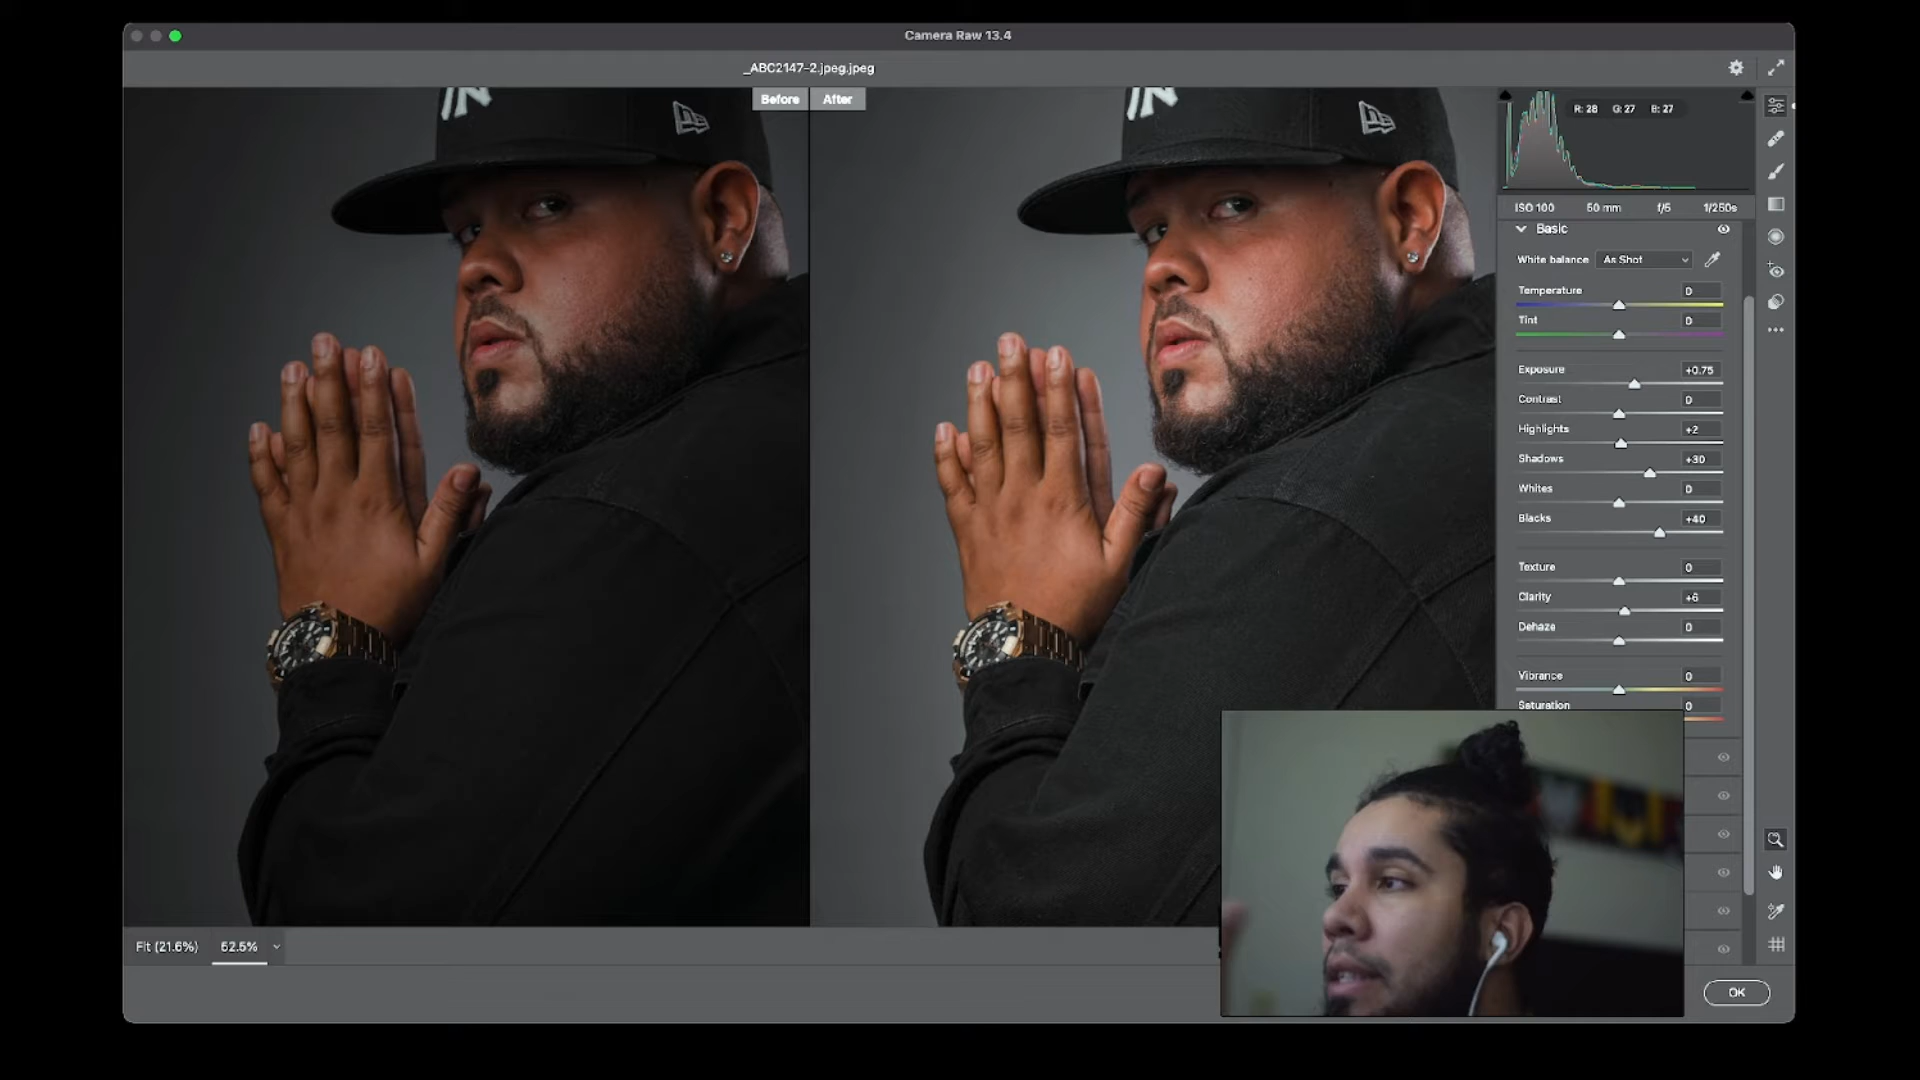 Camera Raw 13.4
_ABC2147-2.jpeg.jpeg
Before After
R: 28 G: 27 B: 27
ISO 100 50 mm f/5 1/250s
Basic
White balance As Shot
Temperature 0
Tint 0
Exposure +0.75
Contrast 0
Highlights +2
Shadows +30
Whites 0
Blacks +40
Texture 0
Clarity +6
Dehaze 0
Vibrance 0
Saturation 0
Fit (21.6%) 52.5%
OK